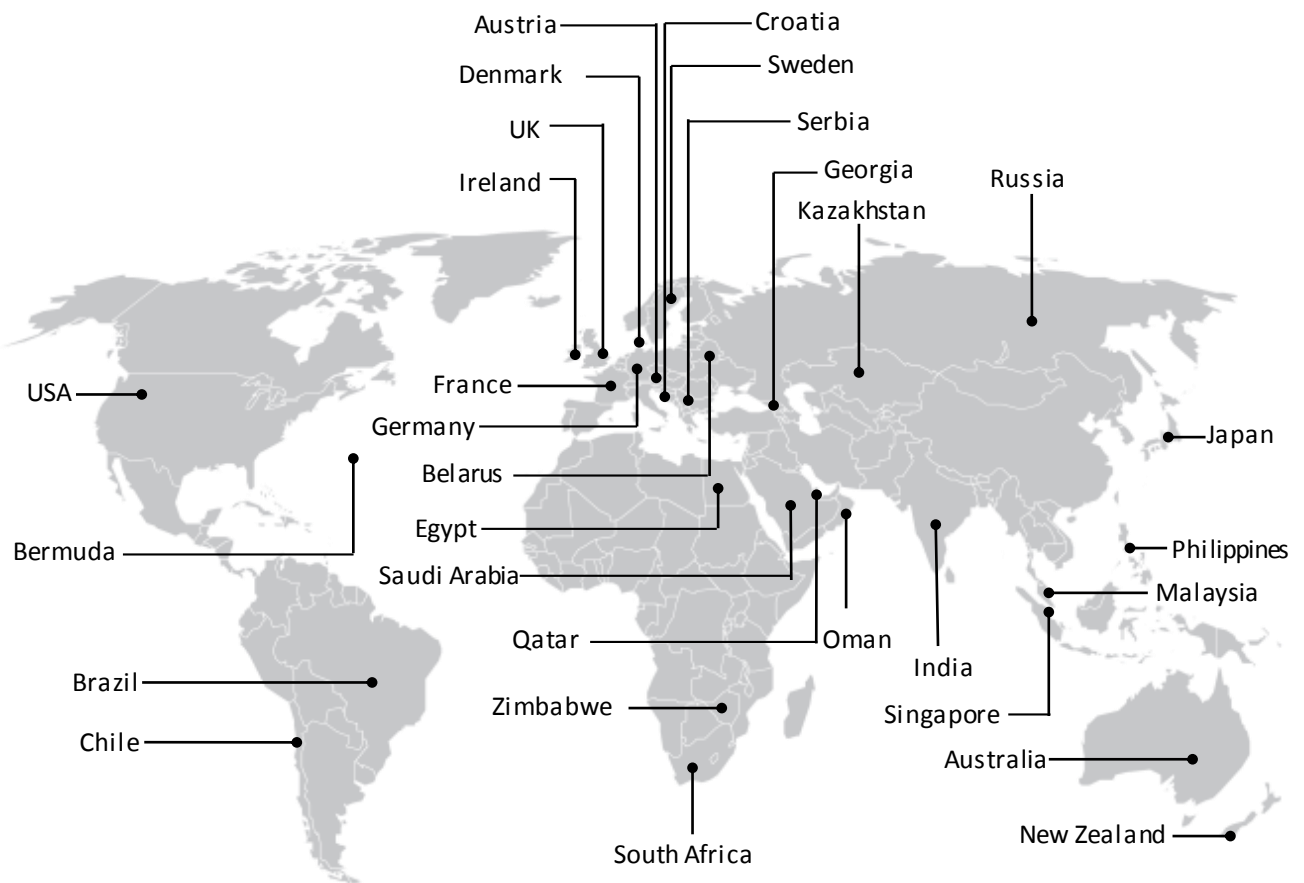 Austria
Croatia
Denmark
Sweden
UK
Serbia
Ireland
Georgia
Russia
Kazakhstan
USA
France
Germany
Japan
Belarus
Egypt
Bermuda
Philippines
Saudi Arabia
Malaysia
Qatar
Oman
India
Brazil
Zimbabwe
Singapore
Chile
Australia
New Zealand
South Africa